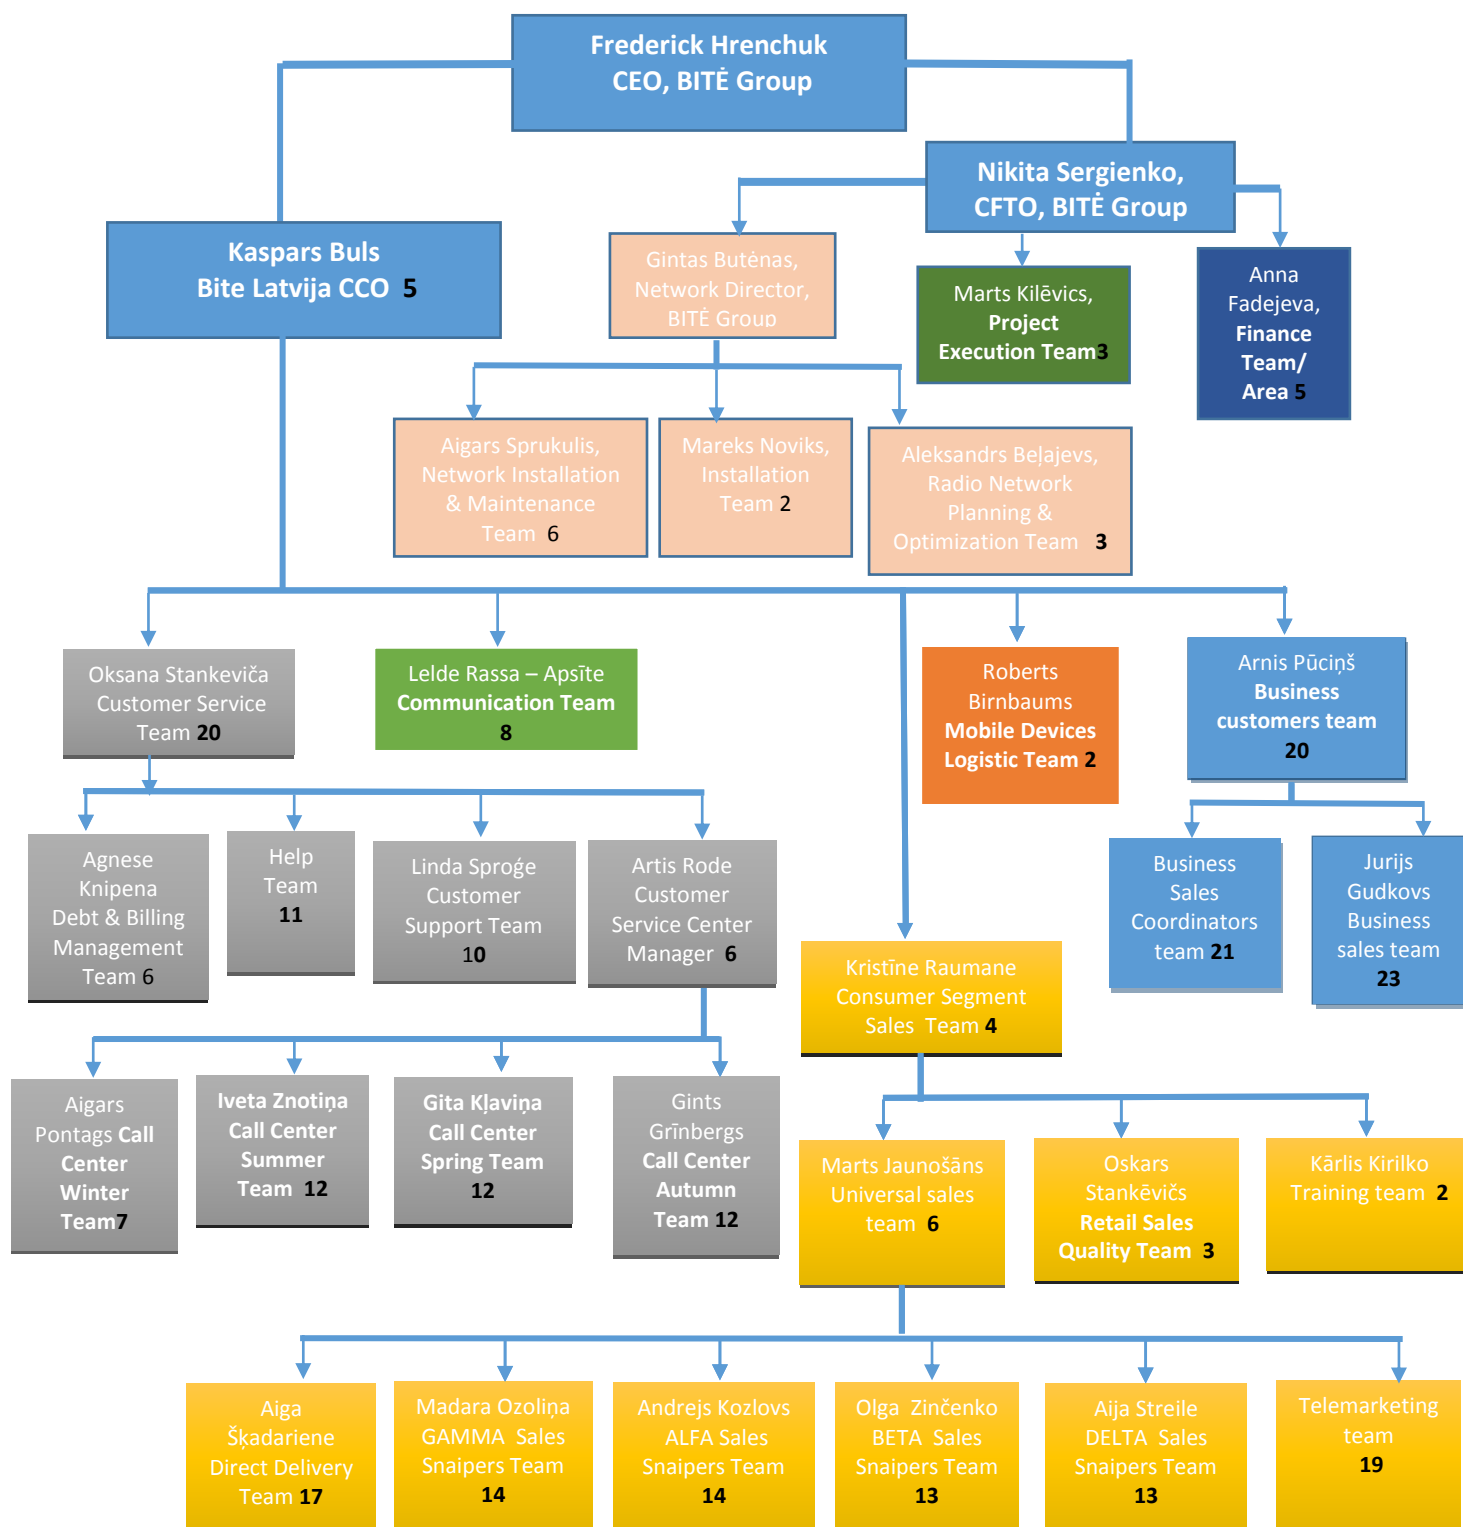 Frederick Hrenchuk
CEO, BITĖ Group
Nikita Sergienko,
CFTO, BITĖ Group
Kaspars Buls
Bite Latvija CCO 5
Gintas Butėnas,
Network Director,
BITĖ Group
Marts Kilēvics,
Project
Execution Team3
Anna
Fadejeva,
Finance
Team/
Area 5
Aigars Sprukulis,
Network Installation
& Maintenance
Team 6
Mareks Noviks,
Installation
Team 2
Aleksandrs Beļajevs,
Radio Network
Planning &
Optimization Team 3
Oksana Stankeviča
Customer Service
Team 20
Lelde Rassa – Apsīte
Communication Team
8
Roberts
Birnbaums
Mobile Devices
Logistic Team 2
Arnis Pūciņš
Business
customers team
20
Agnese
Knipena
Debt & Billing
Management
Team 6
Help
Team
11
Linda Sproģe
Customer
Support Team
10
Artis Rode
Customer
Service Center
Manager 6
Business
Sales
Coordinators
team 21
Jurijs
Gudkovs
Business
sales team
23
Kristīne Raumane
Consumer Segment
Sales Team 4
Aigars
Pontags Call
Center
Winter
Team7
Iveta Znotiņa
Call Center
Summer
Team 12
Gita Kļaviņa
Call Center
Spring Team
12
Gints
Grīnbergs
Call Center
Autumn
Team 12
Marts Jaunošāns
Universal sales
team 6
Oskars
Stankēvičs
Retail Sales
Quality Team 3
Kārlis Kirilko
Training team 2
Aiga
Šķadariene
Direct Delivery
Team 17
Madara Ozoliņa
GAMMA Sales
Snaipers Team
14
Andrejs Kozlovs
ALFA Sales
Snaipers Team
14
Olga Zinčenko
BETA Sales
Snaipers Team
13
Aija Streile
DELTA Sales
Snaipers Team
13
Telemarketing
team
19